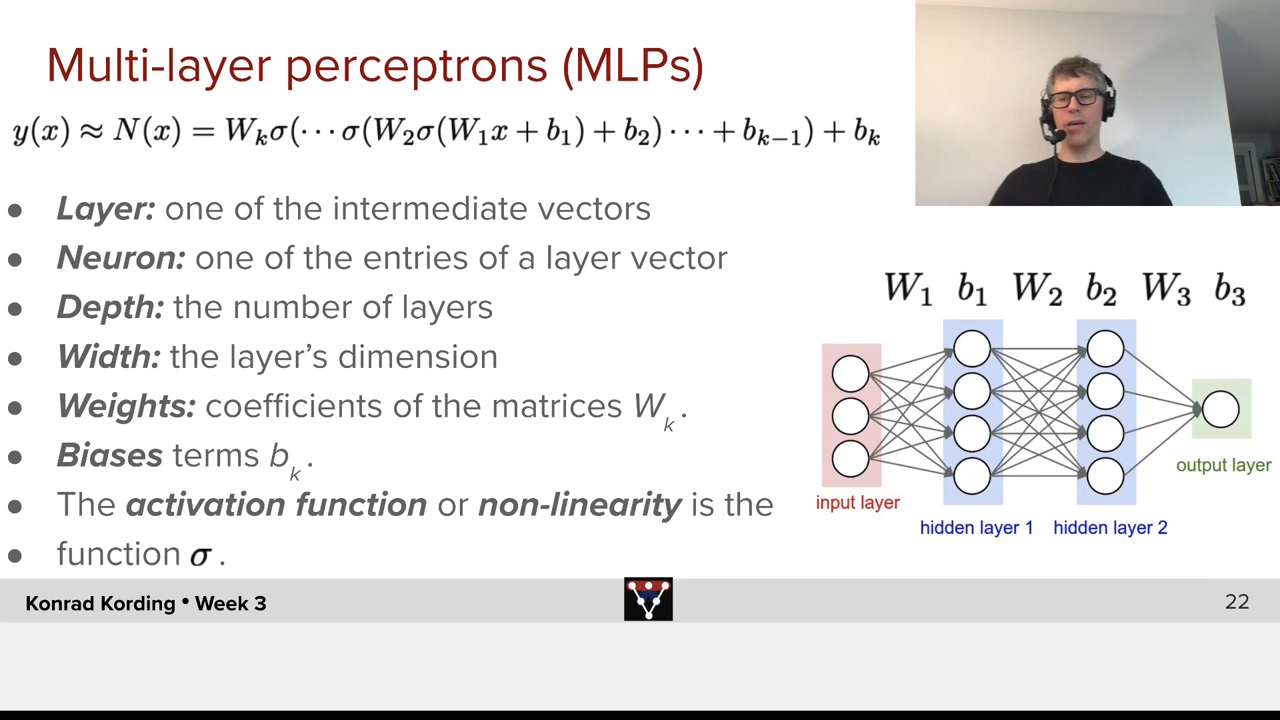 Multi-layer perceptrons (MLPs)
y(x) ≈ N(x) = W_kσ(⋯σ(W_2σ(W_1x + b_1) + b_2)⋯ + b_{k−1}) + b_k
● Layer: one of the intermediate vectors
● Neuron: one of the entries of a layer vector
● Depth: the number of layers
● Width: the layer’s dimension
● Weights: coefficients of the matrices W_k .
● Biases terms b_k .
● The activation function or non-linearity is the
● function σ .
W_1 b_1 W_2 b_2 W_3 b_3
input layer
hidden layer 1 hidden layer 2
output layer
Konrad Kording • Week 3
22